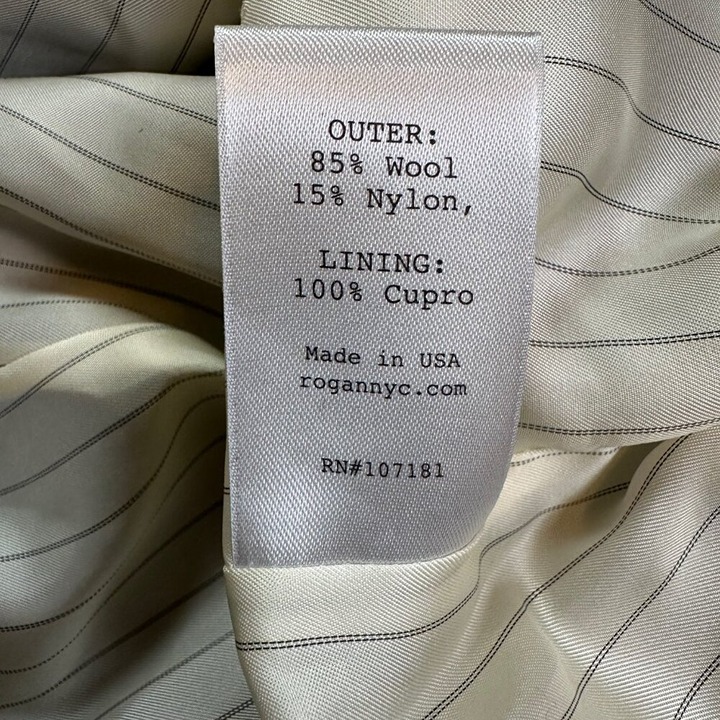 OUTER:
85% Wool
15% Nylon,
LINING:
100% Cupro
Made in USA
rogannyc.com
RN#107181